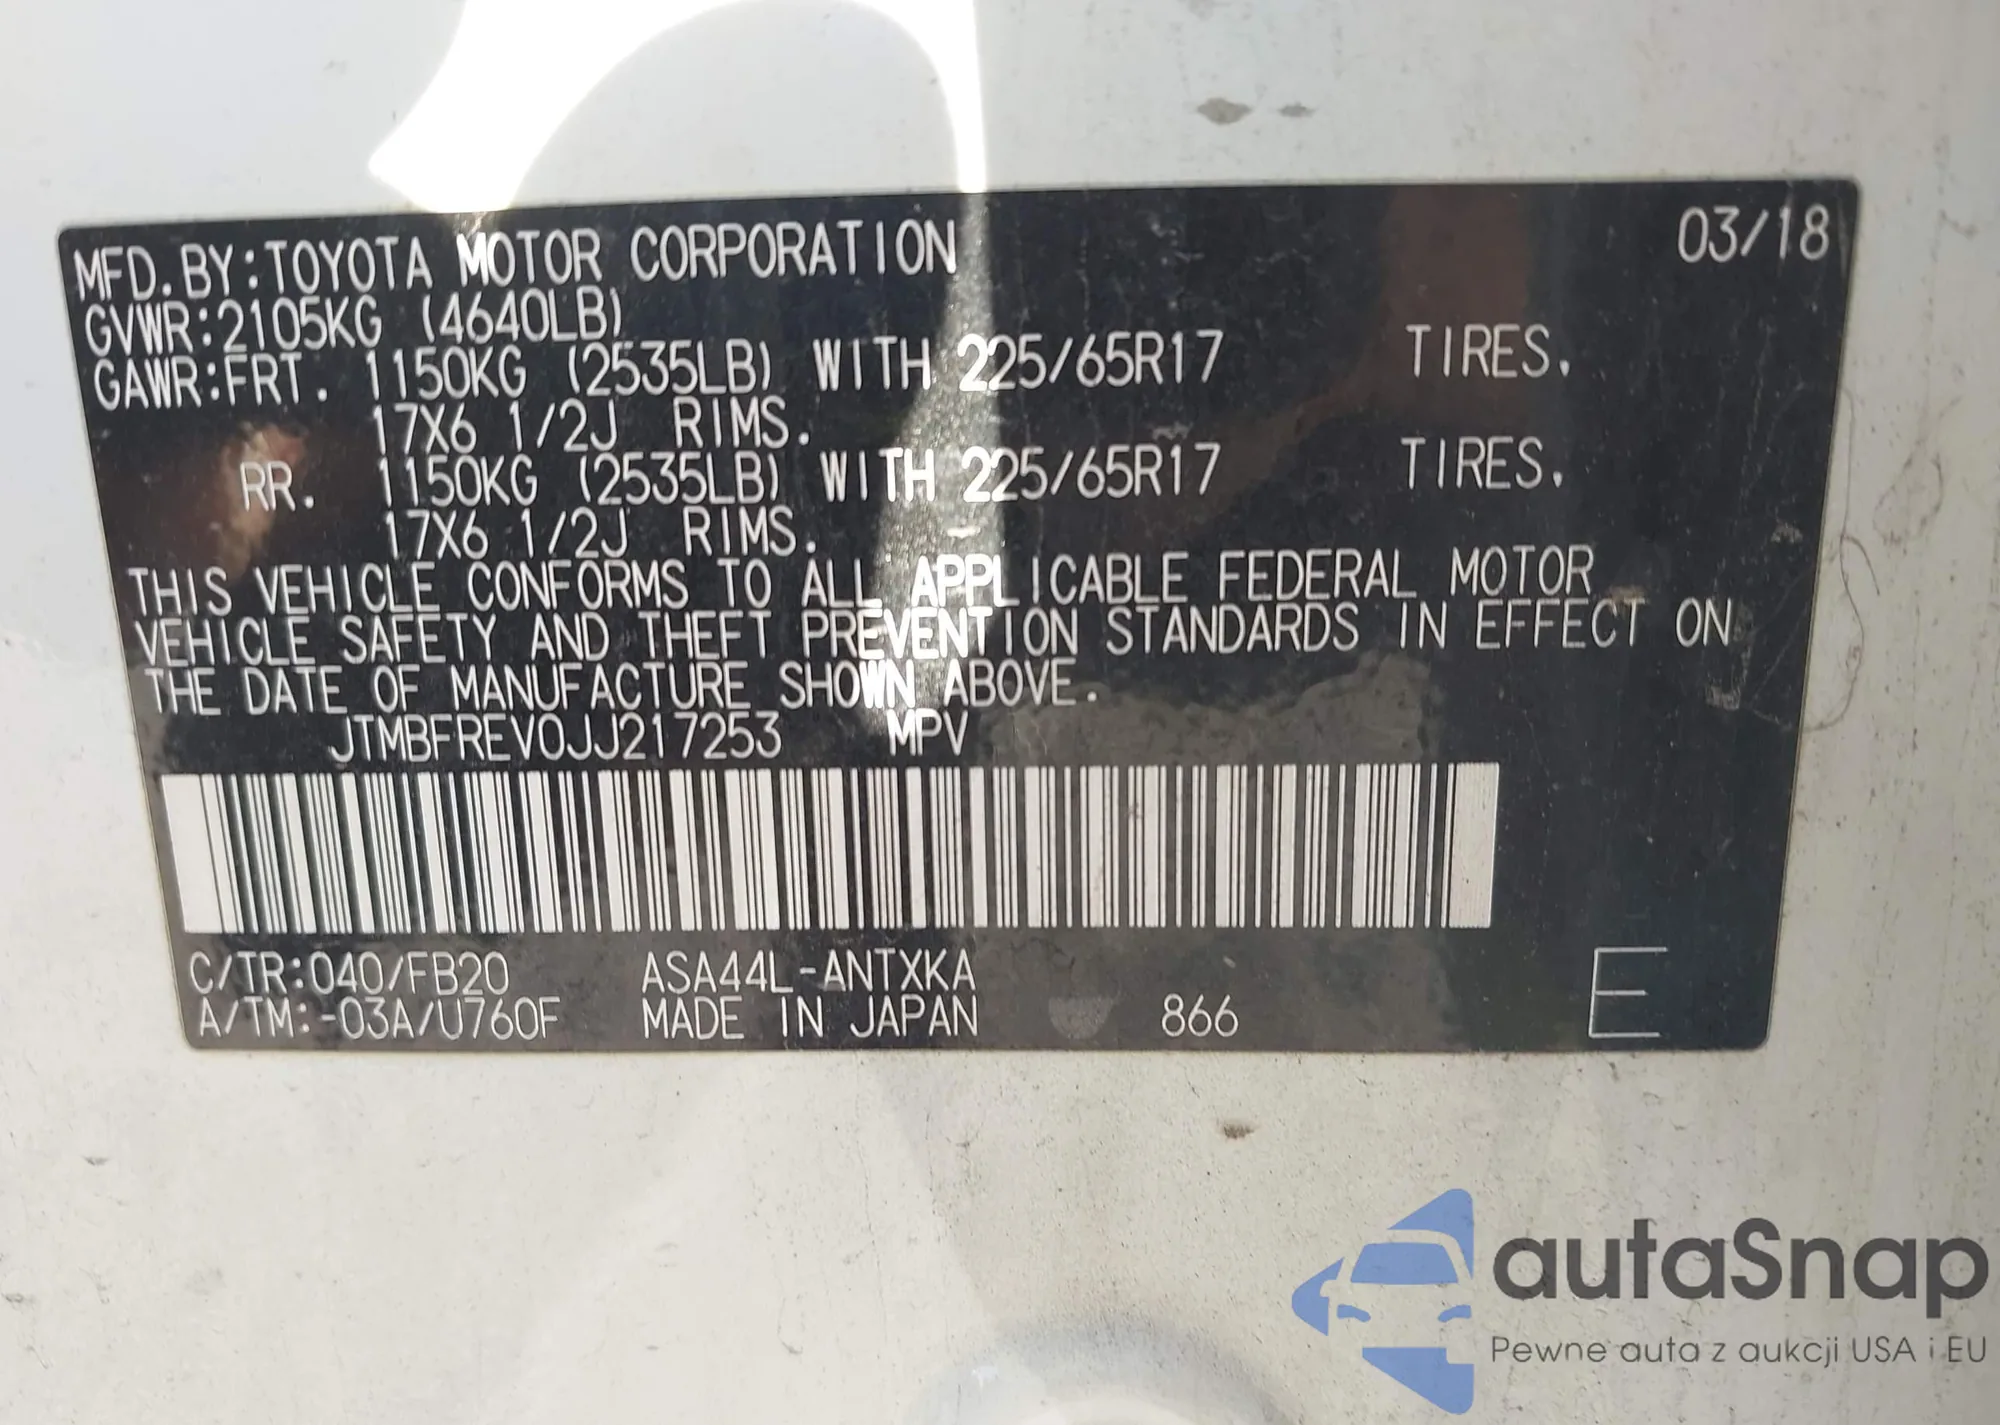 03/18
MFD. BY:TOYOTA MOTOR CORPORATION
GVWR:2105KG (4640LB)
GAWR:FRT. 1150KG (2535LB) WITH 225/65R17 TIRES.
17X6 1/2J RIMS.
RR. 1150KG (2535LB) WITH 225/65R17 TIRES.
17X6 1/2J RIMS.
THIS VEHICLE CONFORMS TO ALL APPLICABLE FEDERAL MOTOR
VEHICLE SAFETY AND THEFT PREVENTION STANDARDS IN EFFECT ON
THE DATE OF MANUFACTURE SHOWN ABOVE.
JTMBFREV0JJ217253 MPV
C/TR:040/FB20 ASA44L-ANTXKA
A/TM:-03A/U760F MADE IN JAPAN 866 E
autaSnap
Pewne auta z aukcji USA i EU